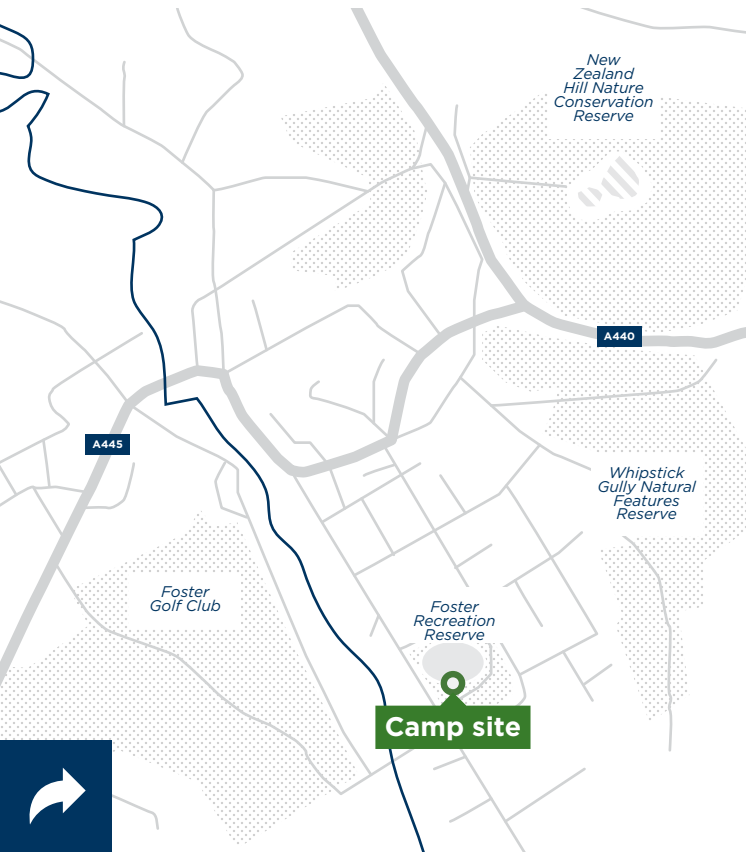 New
Zealand
Hill Nature
Conservation
Reserve
A440
A445
Whipstick
Gully Natural
Features
Reserve
Foster
Golf Club
Foster
Recreation
Reserve
Camp site